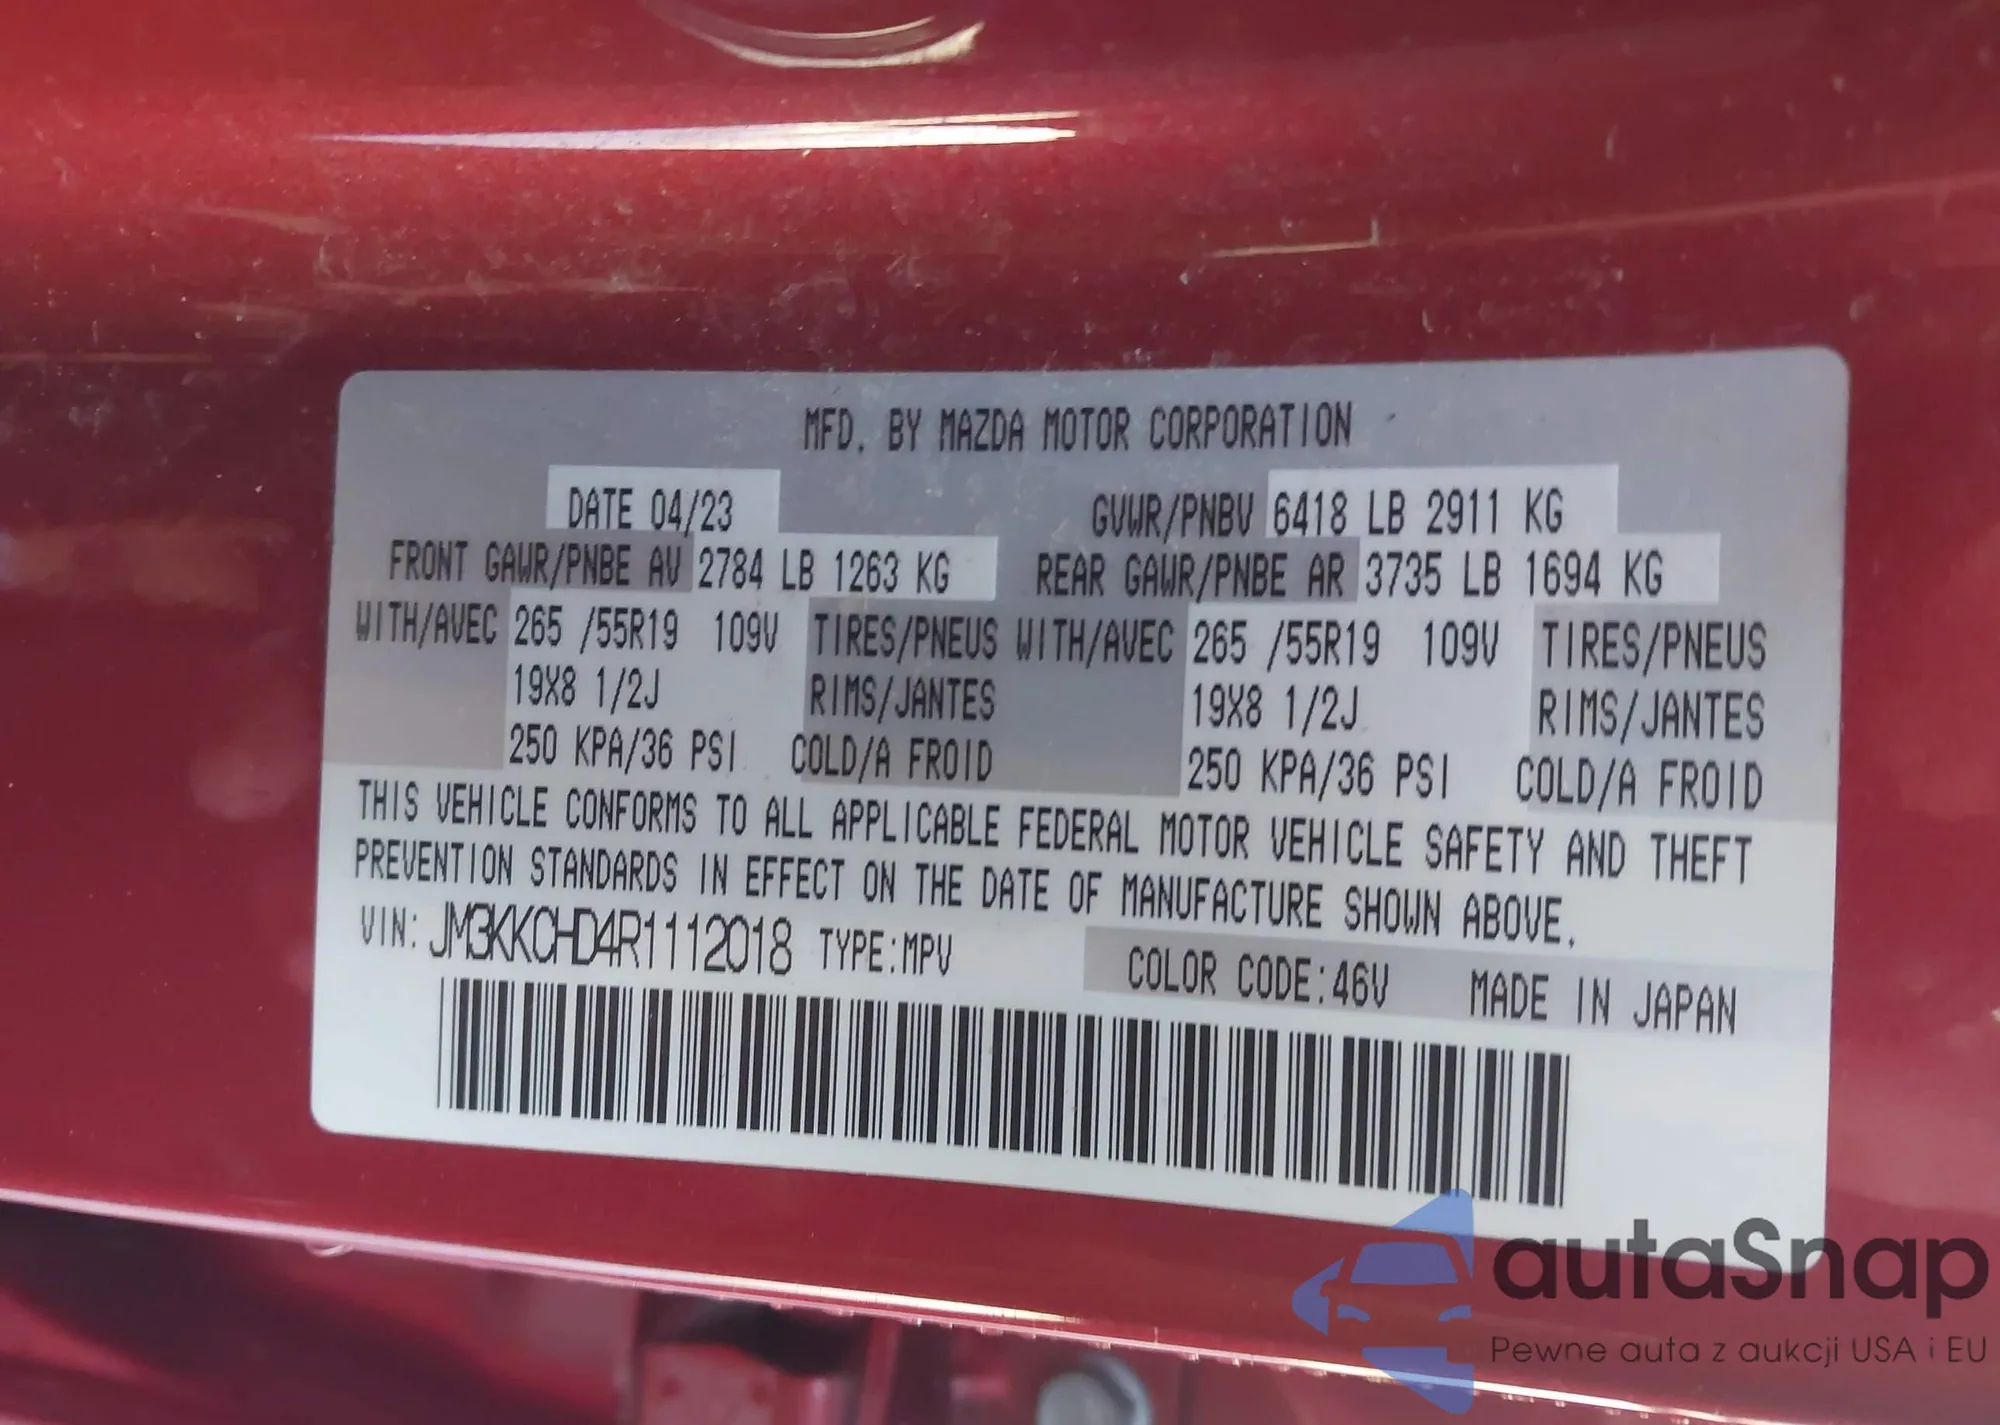 MFD. BY MAZDA MOTOR CORPORATION
DATE 04/23 GVWR/PNBV 6418 LB 2911 KG
FRONT GAWR/PNBE AV 2784 LB 1263 KG REAR GAWR/PNBE AR 3735 LB 1694 KG
WITH/AVEC 265 /55R19 109V TIRES/PNEUS WITH/AVEC 265 /55R19 109V TIRES/PNEUS
19X8 1/2J RIMS/JANTES 19X8 1/2J RIMS/JANTES
250 KPA/36 PSI COLD/A FROID 250 KPA/36 PSI COLD/A FROID
THIS VEHICLE CONFORMS TO ALL APPLICABLE FEDERAL MOTOR VEHICLE SAFETY AND THEFT
PREVENTION STANDARDS IN EFFECT ON THE DATE OF MANUFACTURE SHOWN ABOVE.
VIN: JM3KKCHD4R1112018 TYPE:MPV COLOR CODE:46V MADE IN JAPAN
autaSnap
Pewne auta z aukcji USA i EU